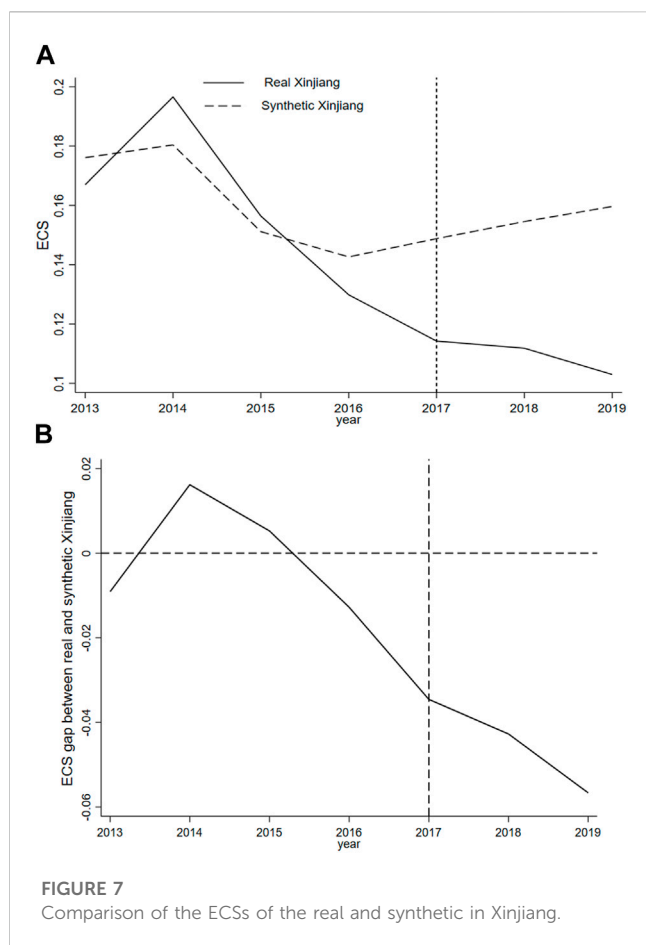 A
Real Xinjiang
Synthetic Xinjiang
ECS
0.2
0.18
0.16
0.14
0.12
0.1
2013 2014 2015 2016 2017 2018 2019
year
B
ECS gap between real and synthetic Xinjiang
0.02
0
-0.02
-0.04
-0.06
2013 2014 2015 2016 2017 2018 2019
year
FIGURE 7
Comparison of the ECSs of the real and synthetic in Xinjiang.